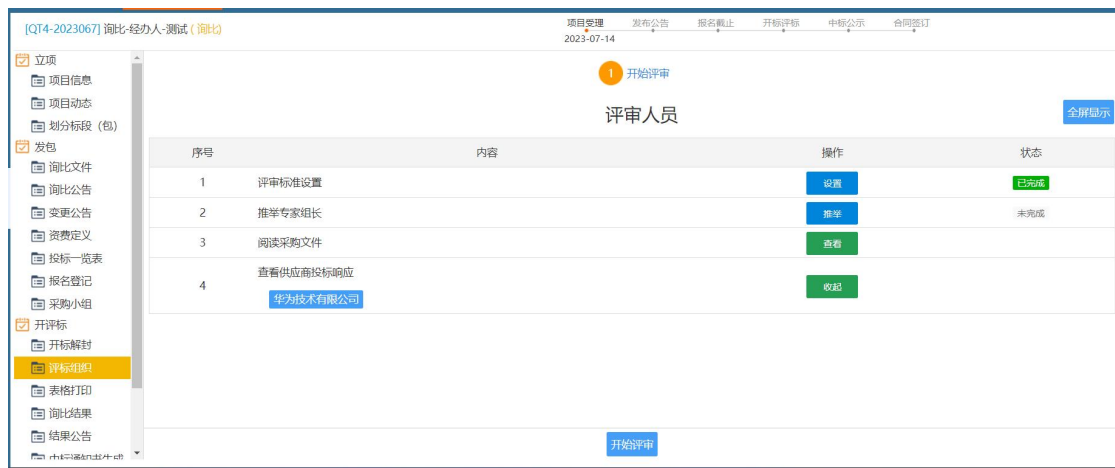 [QT4-2023067] 询比-经办人-测试 ( 询比)
项目受理 发布公告 报名截止 开标评标 中标公示 合同签订
2023-07-14
立项
项目信息
项目动态
划分标段（包）
发包
询比文件
询比公告
变更公告
资费定义
投标一览表
报名登记
采购小组
开评标
开标解封
评标组织
表格打印
询比结果
结果公告
中标通知书生成
1 开始评审
评审人员
全屏显示
序号 内容 操作 状态
1 评审标准设置 设置 已完成
2 推举专家组长 推举 未完成
3 阅读采购文件 查看
4 查看供应商投标响应 收起
华为技术有限公司
开始评审